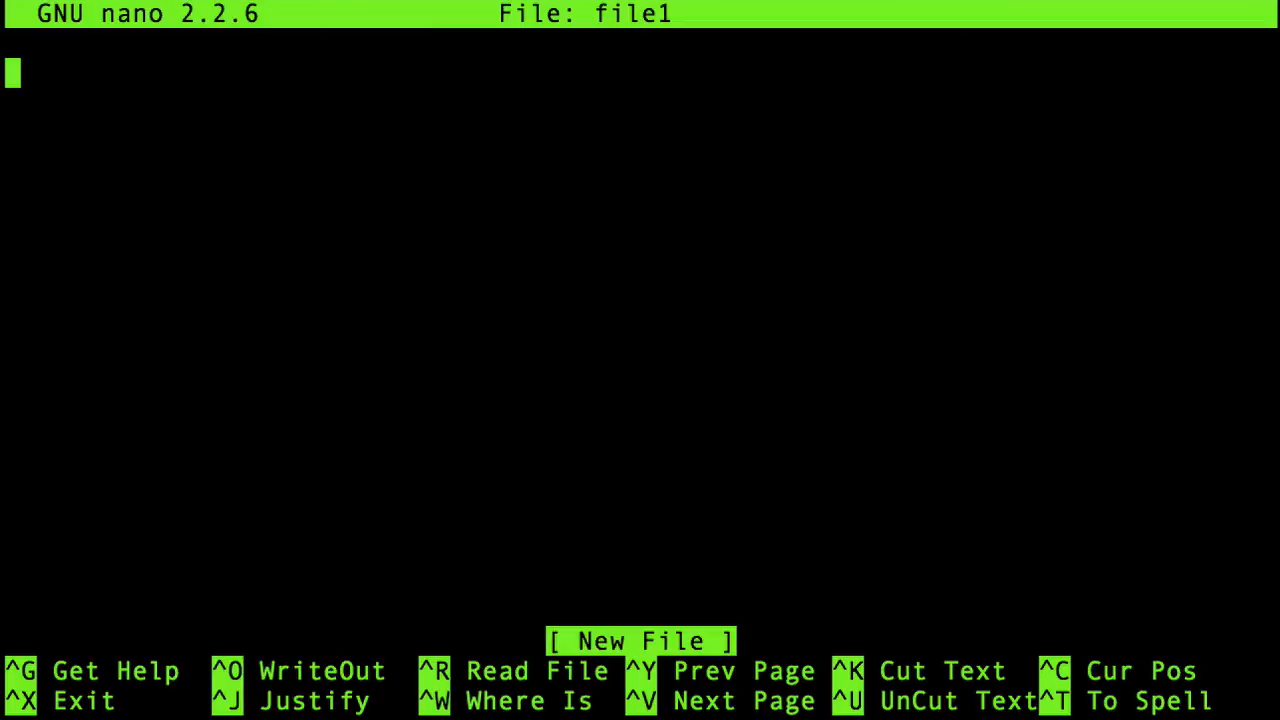 GNU nano 2.2.6 File: file1
[ New File ]
^G Get Help ^O WriteOut ^R Read File ^Y Prev Page ^K Cut Text ^C Cur Pos
^X Exit ^J Justify ^W Where Is ^V Next Page ^U UnCut Text ^T To Spell